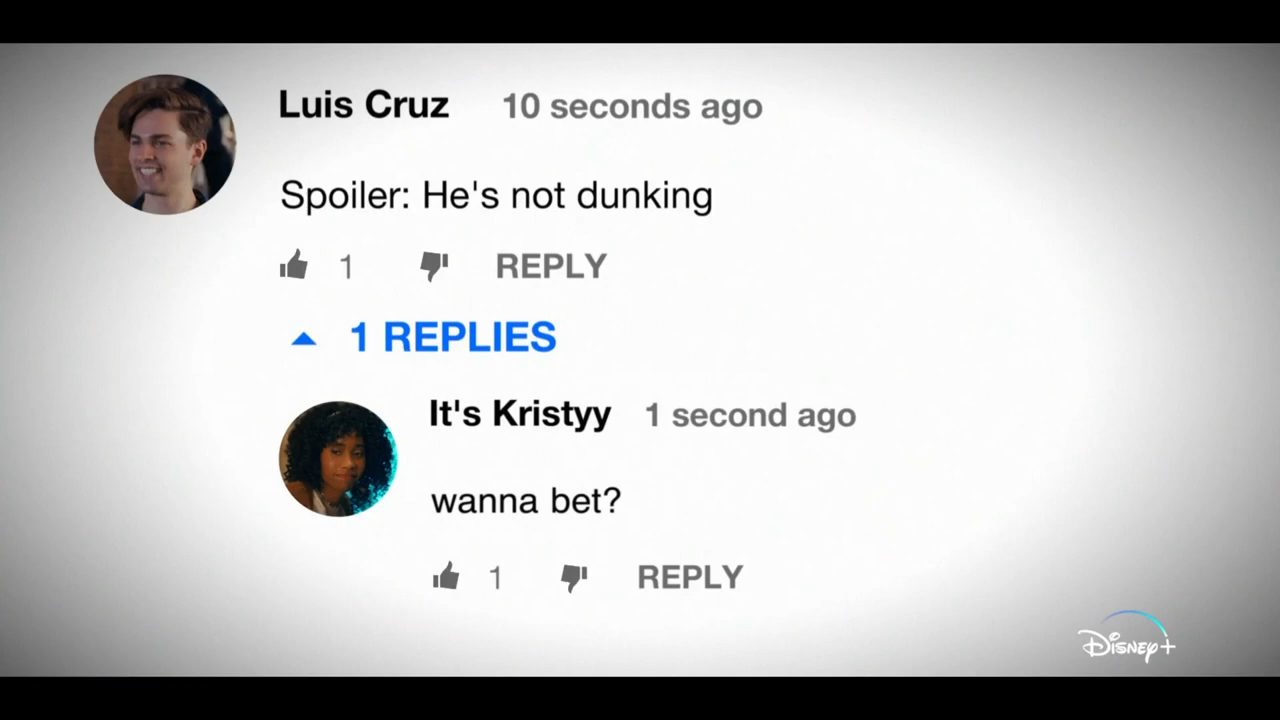 Luis Cruz 10 seconds ago
Spoiler: He's not dunking
1 REPLY
1 REPLIES
It's Kristyy 1 second ago
wanna bet?
1 REPLY
Disney+